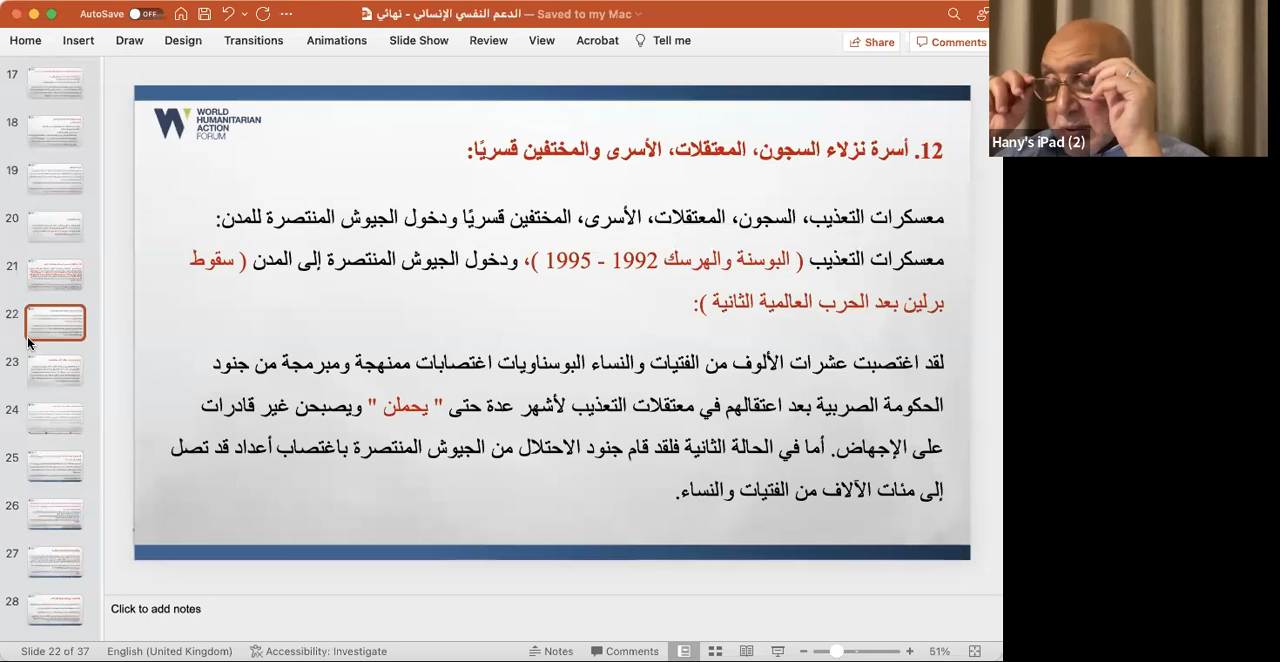 AutoSave OFF
الدعم النفسي الإنساني - نهائي — Saved to my Mac
Home Insert Draw Design Transitions Animations Slide Show Review View Acrobat Tell me
Share Comments
Hany's iPad (2)
17
18
19
20
21
22
23
24
25
26
27
28
WORLD
HUMANITARIAN
ACTION
FORUM
12. أسرة نزلاء السجون، المعتقلات، الأسرى والمختفين قسريًا:
معسكرات التعذيب، السجون، المعتقلات، الأسرى، المختفين قسريًا ودخول الجيوش المنتصرة للمدن:
معسكرات التعذيب ( البوسنة والهرسك 1992 - 1995 )، ودخول الجيوش المنتصرة إلى المدن ( سقوط
برلين بعد الحرب العالمية الثانية ):
لقد اغتصبت عشرات الألوف من الفتيات والنساء البوسناويات اغتصابات ممنهجة ومبرمجة من جنود
الحكومة الصربية بعد اعتقالهم في معتقلات التعذيب لأشهر عدة حتى " يحملن " ويصبحن غير قادرات
على الإجهاض. أما في الحالة الثانية فلقد قام جنود الاحتلال من الجيوش المنتصرة باغتصاب أعداد قد تصل
إلى مئات الآلاف من الفتيات والنساء.
Click to add notes
Slide 22 of 37 English (United Kingdom) Accessibility: Investigate Notes Comments 51%